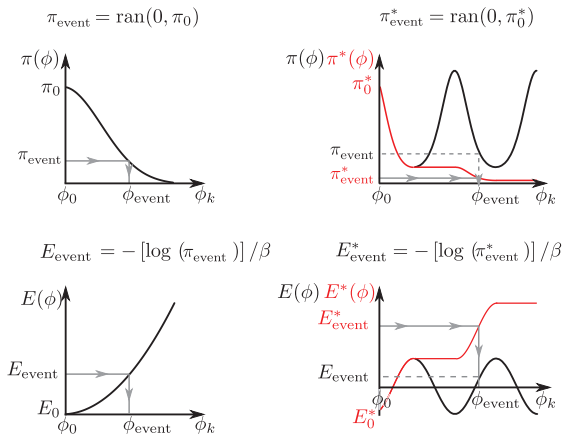 π_event = ran(0, π_0)
π(ϕ)
π_0
π_event
ϕ_0 ϕ_event ϕ_k
π*_event = ran(0, π*_0)
π(ϕ) π*(ϕ)
π*_0
π_event
π*_event
ϕ_0 ϕ_event ϕ_k
E_event = − [log (π_event )] /β
E(ϕ)
E_event
E_0
ϕ_0 ϕ_event ϕ_k
E*_event = − [log (π*_event )] /β
E(ϕ) E*(ϕ)
E*_event
E_event
ϕ_0 ϕ_event ϕ_k
E*_0